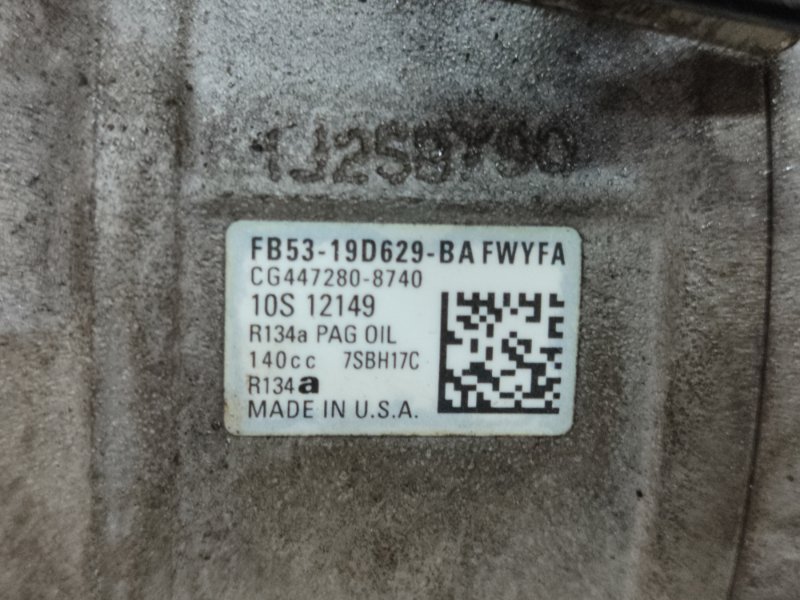 FB53-19D629-BA FWYFA
CG447280-8740
10S 12149
R134a PAG OIL
140cc 7SBH17C
R134a
MADE IN U.S.A.